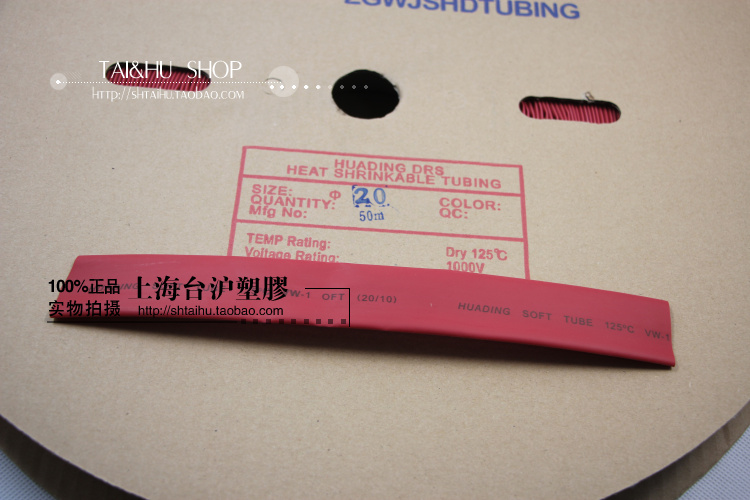 ZGWJSHDTUBING
TAI&HU SHOP
HTTP://SHTAIHU.TAOBAO.COM
HUADING DRS
HEAT SHRINKABLE TUBING
SIZE: Φ 20
QUANTITY: 50m
Mfg No:
COLOR:
QC:
TEMP Rating: Dry 125℃
Voltage Rating: 1000V
100%正品
实物拍摄
上海台沪塑膠
http://shtaihu.taobao.com
VW-1 OFT (20/10) HUADING SOFT TUBE 125℃ VW-1